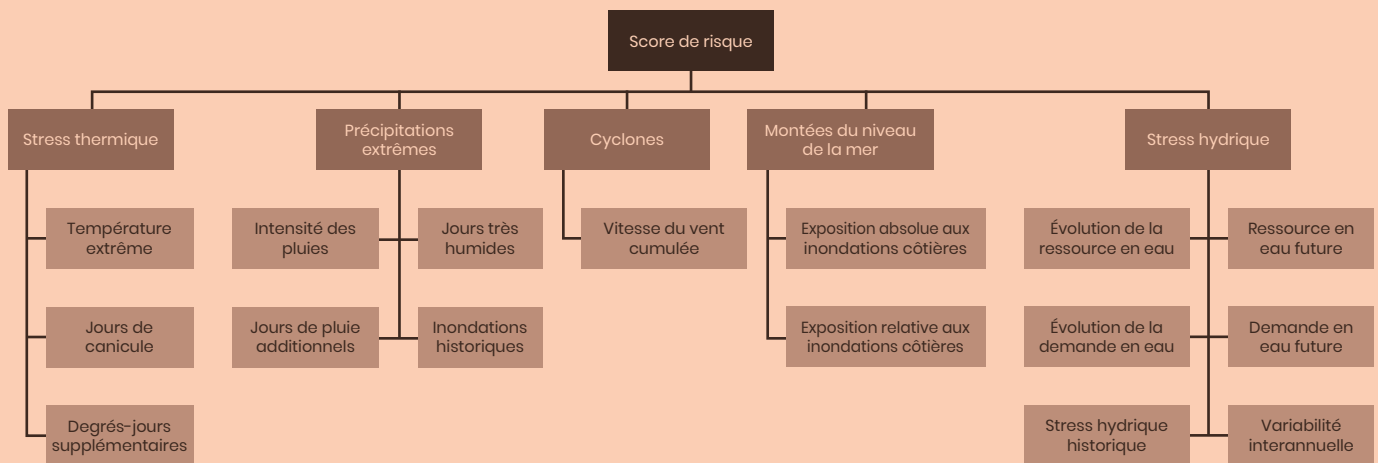 Score de risque
Stress thermique
Précipitations
extrêmes
Cyclones
Montées du niveau
de la mer
Stress hydrique
Température
extrême
Intensité des
pluies
Jours très
humides
Vitesse du vent
cumulée
Exposition absolue aux
inondations côtières
Évolution de la
ressource en eau
Ressource en
eau future
Jours de
canicule
Jours de pluie
additionnels
Inondations
historiques
Exposition relative aux
inondations côtières
Évolution de la
demande en eau
Demande en
eau future
Degrés-jours
supplémentaires
Stress hydrique
historique
Variabilité
interannuelle